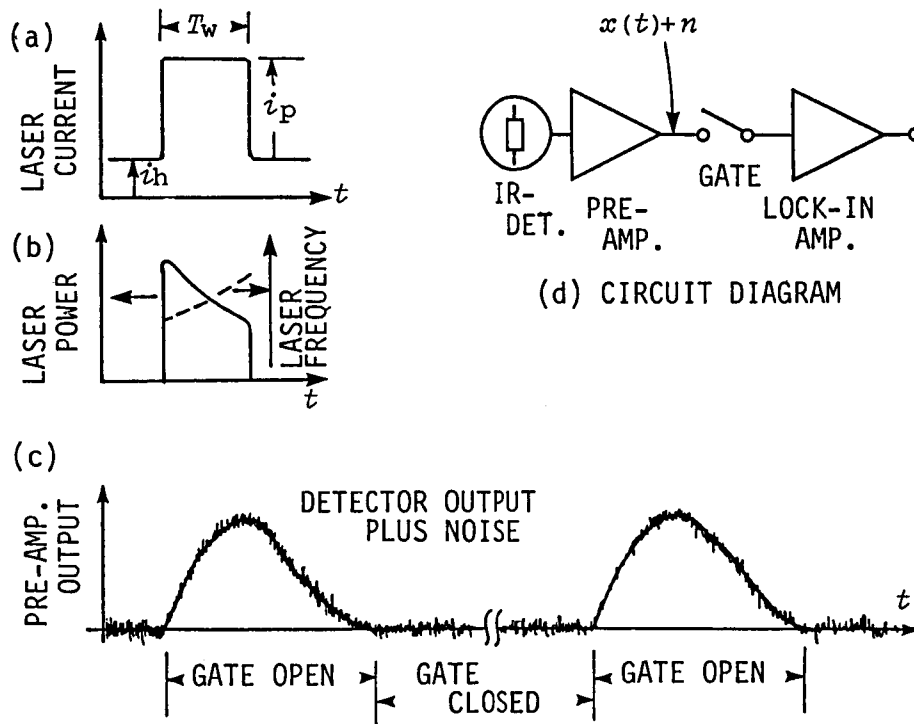 (a)
LASER
CURRENT
Tw
ip
ih
t
(b)
LASER
POWER
LASER
FREQUENCY
t
x(t)+n
IR-
DET.
PRE-
AMP.
GATE
LOCK-IN
AMP.
(d) CIRCUIT DIAGRAM
(c)
PRE-AMP.
OUTPUT
DETECTOR OUTPUT
PLUS NOISE
t
GATE OPEN
GATE
CLOSED
GATE OPEN